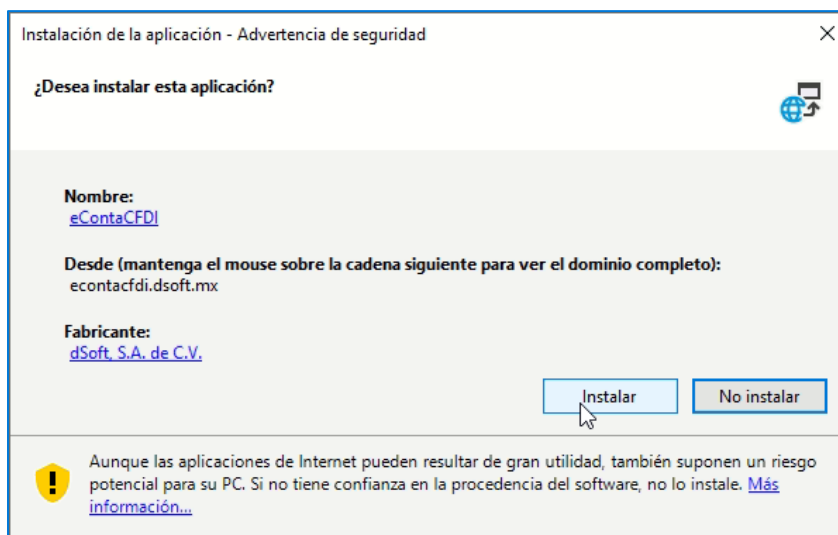 Instalación de la aplicación - Advertencia de seguridad
¿Desea instalar esta aplicación?
Nombre:
eContaCFDI
Desde (mantenga el mouse sobre la cadena siguiente para ver el dominio completo):
econtacfdi.dsoft.mx
Fabricante:
dSoft, S.A. de C.V.
Instalar
No instalar
Aunque las aplicaciones de Internet pueden resultar de gran utilidad, también suponen un riesgo
potencial para su PC. Si no tiene confianza en la procedencia del software, no lo instale. Más
información...